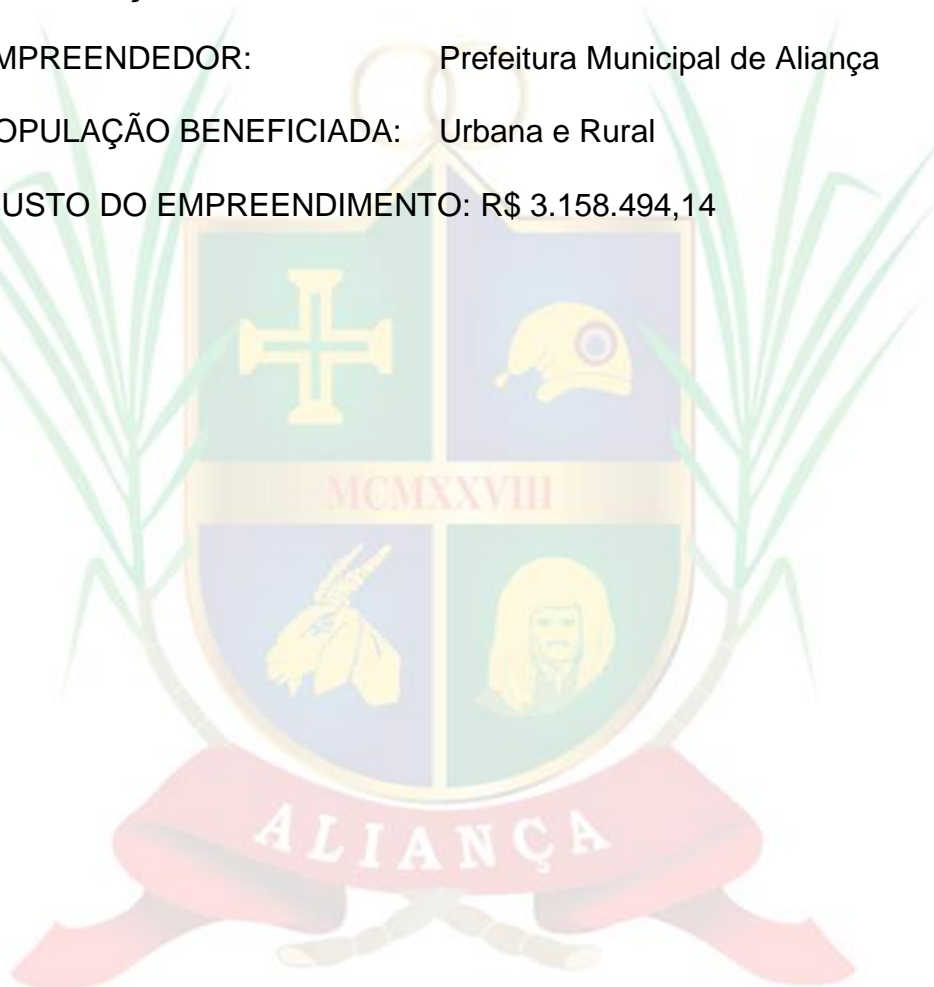 MPREENDEDOR: Prefeitura Municipal de Aliança
OPULAÇÃO BENEFICIADA: Urbana e Rural
USTO DO EMPREENDIMENTO: R$ 3.158.494,14
MCMXXVIII
ALIANÇA